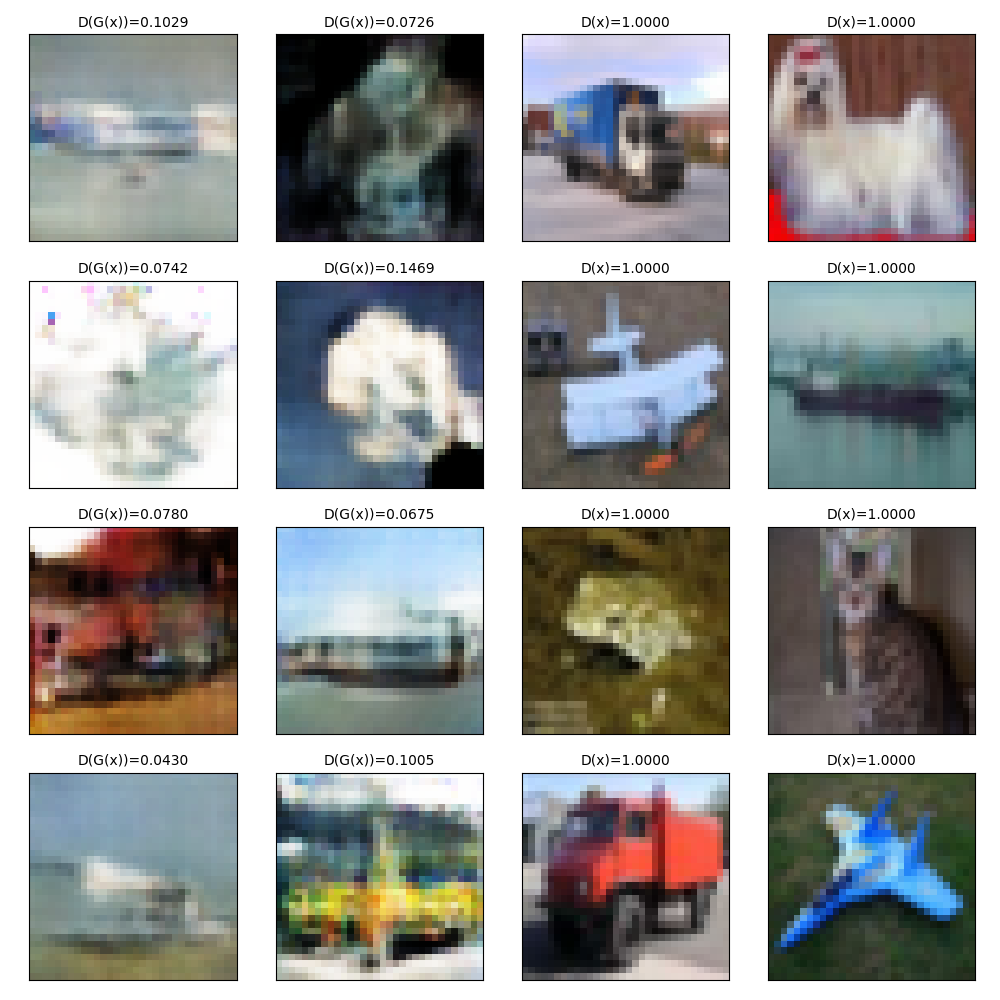 D(G(x))=0.1029
D(G(x))=0.0726
D(x)=1.0000
D(x)=1.0000
D(G(x))=0.0742
D(G(x))=0.1469
D(x)=1.0000
D(x)=1.0000
D(G(x))=0.0780
D(G(x))=0.0675
D(x)=1.0000
D(x)=1.0000
D(G(x))=0.0430
D(G(x))=0.1005
D(x)=1.0000
D(x)=1.0000